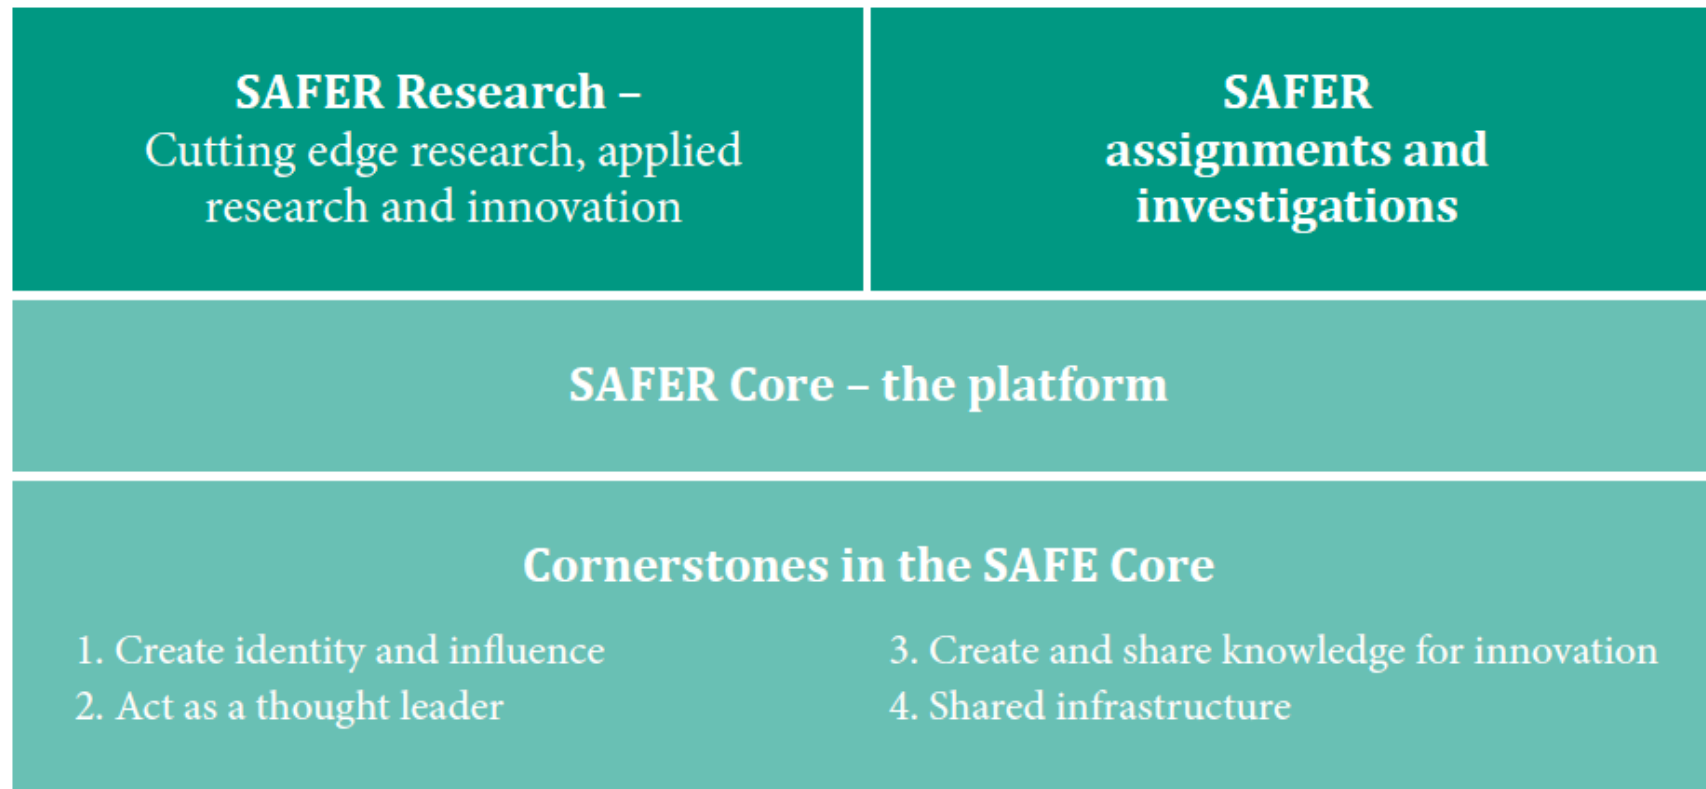 SAFER Research –
Cutting edge research, applied
research and innovation
SAFER
assignments and
investigations
SAFER Core – the platform
Cornerstones in the SAFE Core
1. Create identity and influence
2. Act as a thought leader
3. Create and share knowledge for innovation
4. Shared infrastructure